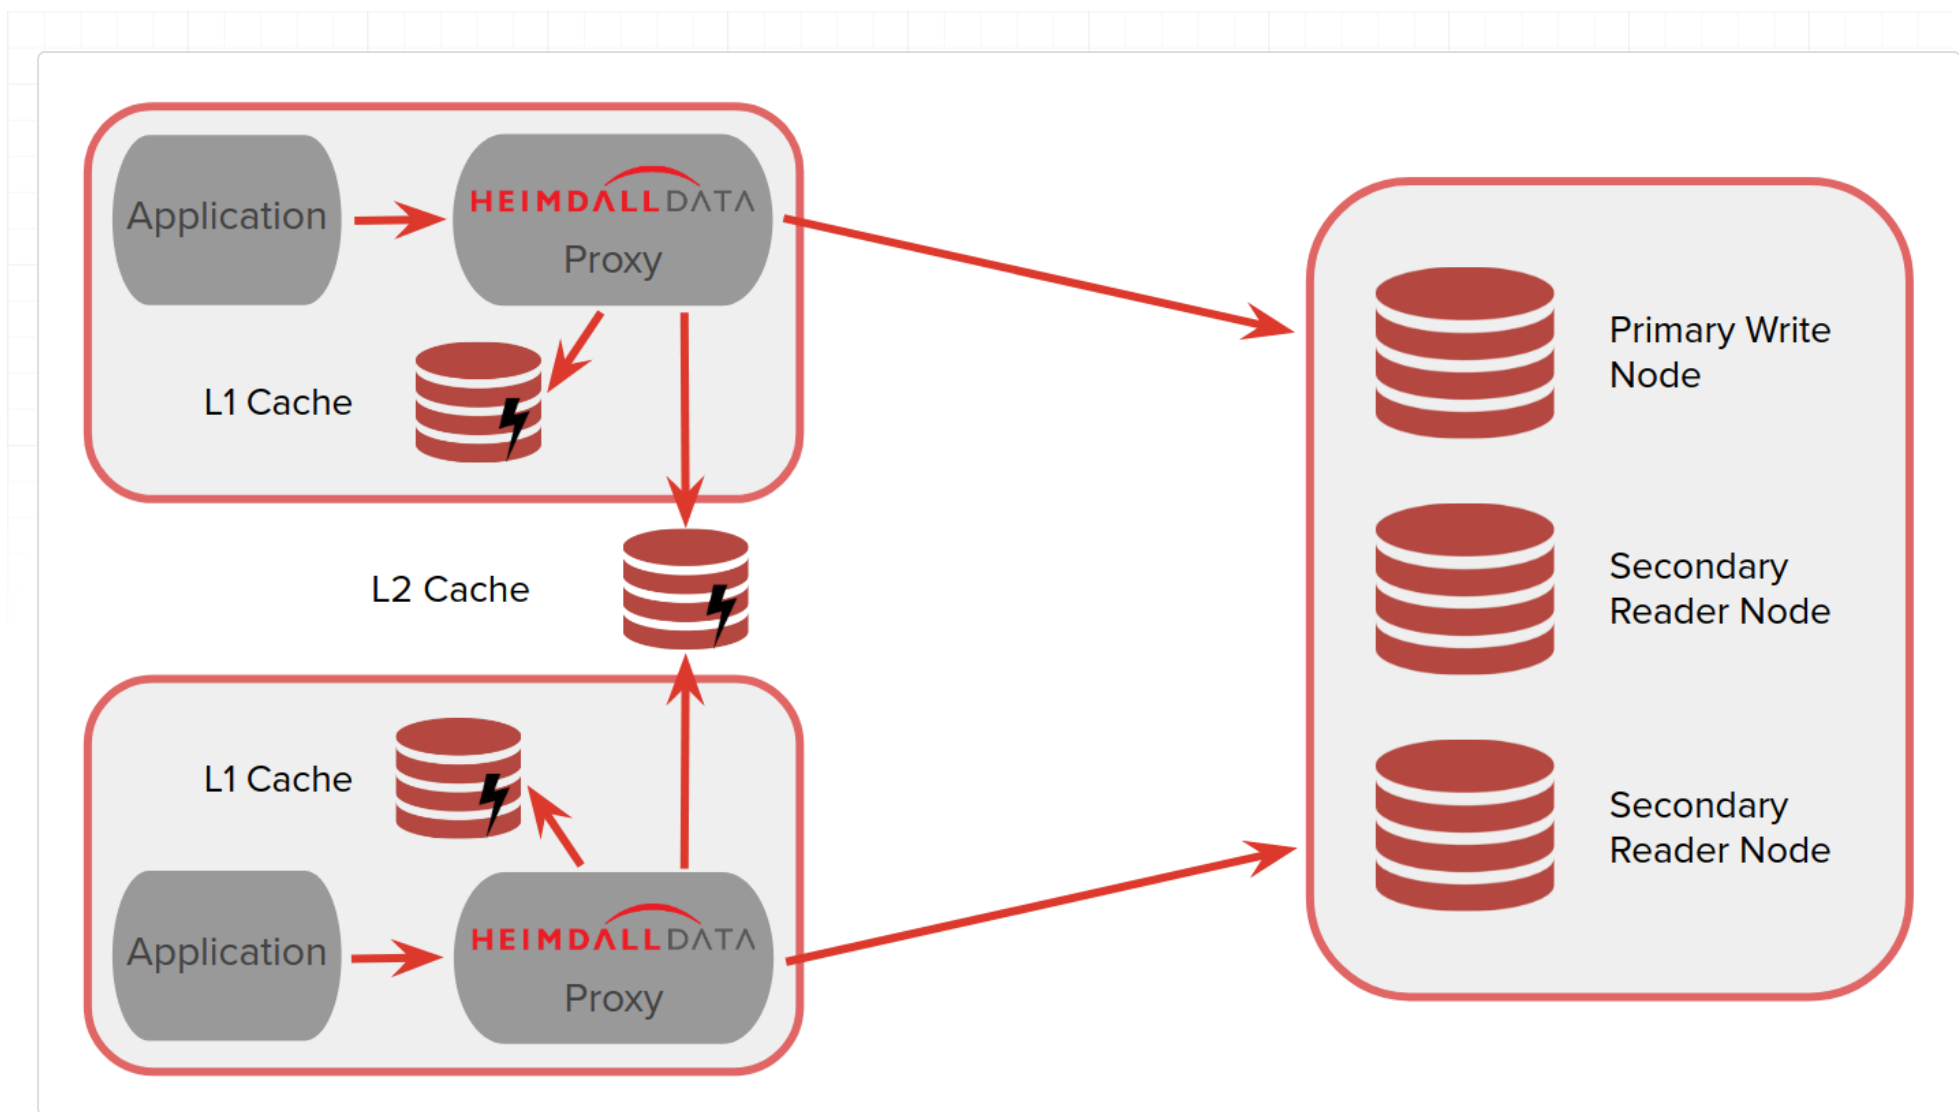 Application
HEIMDALLDATA
Proxy
L1 Cache
L2 Cache
L1 Cache
Application
HEIMDALLDATA
Proxy
Primary Write
Node
Secondary
Reader Node
Secondary
Reader Node